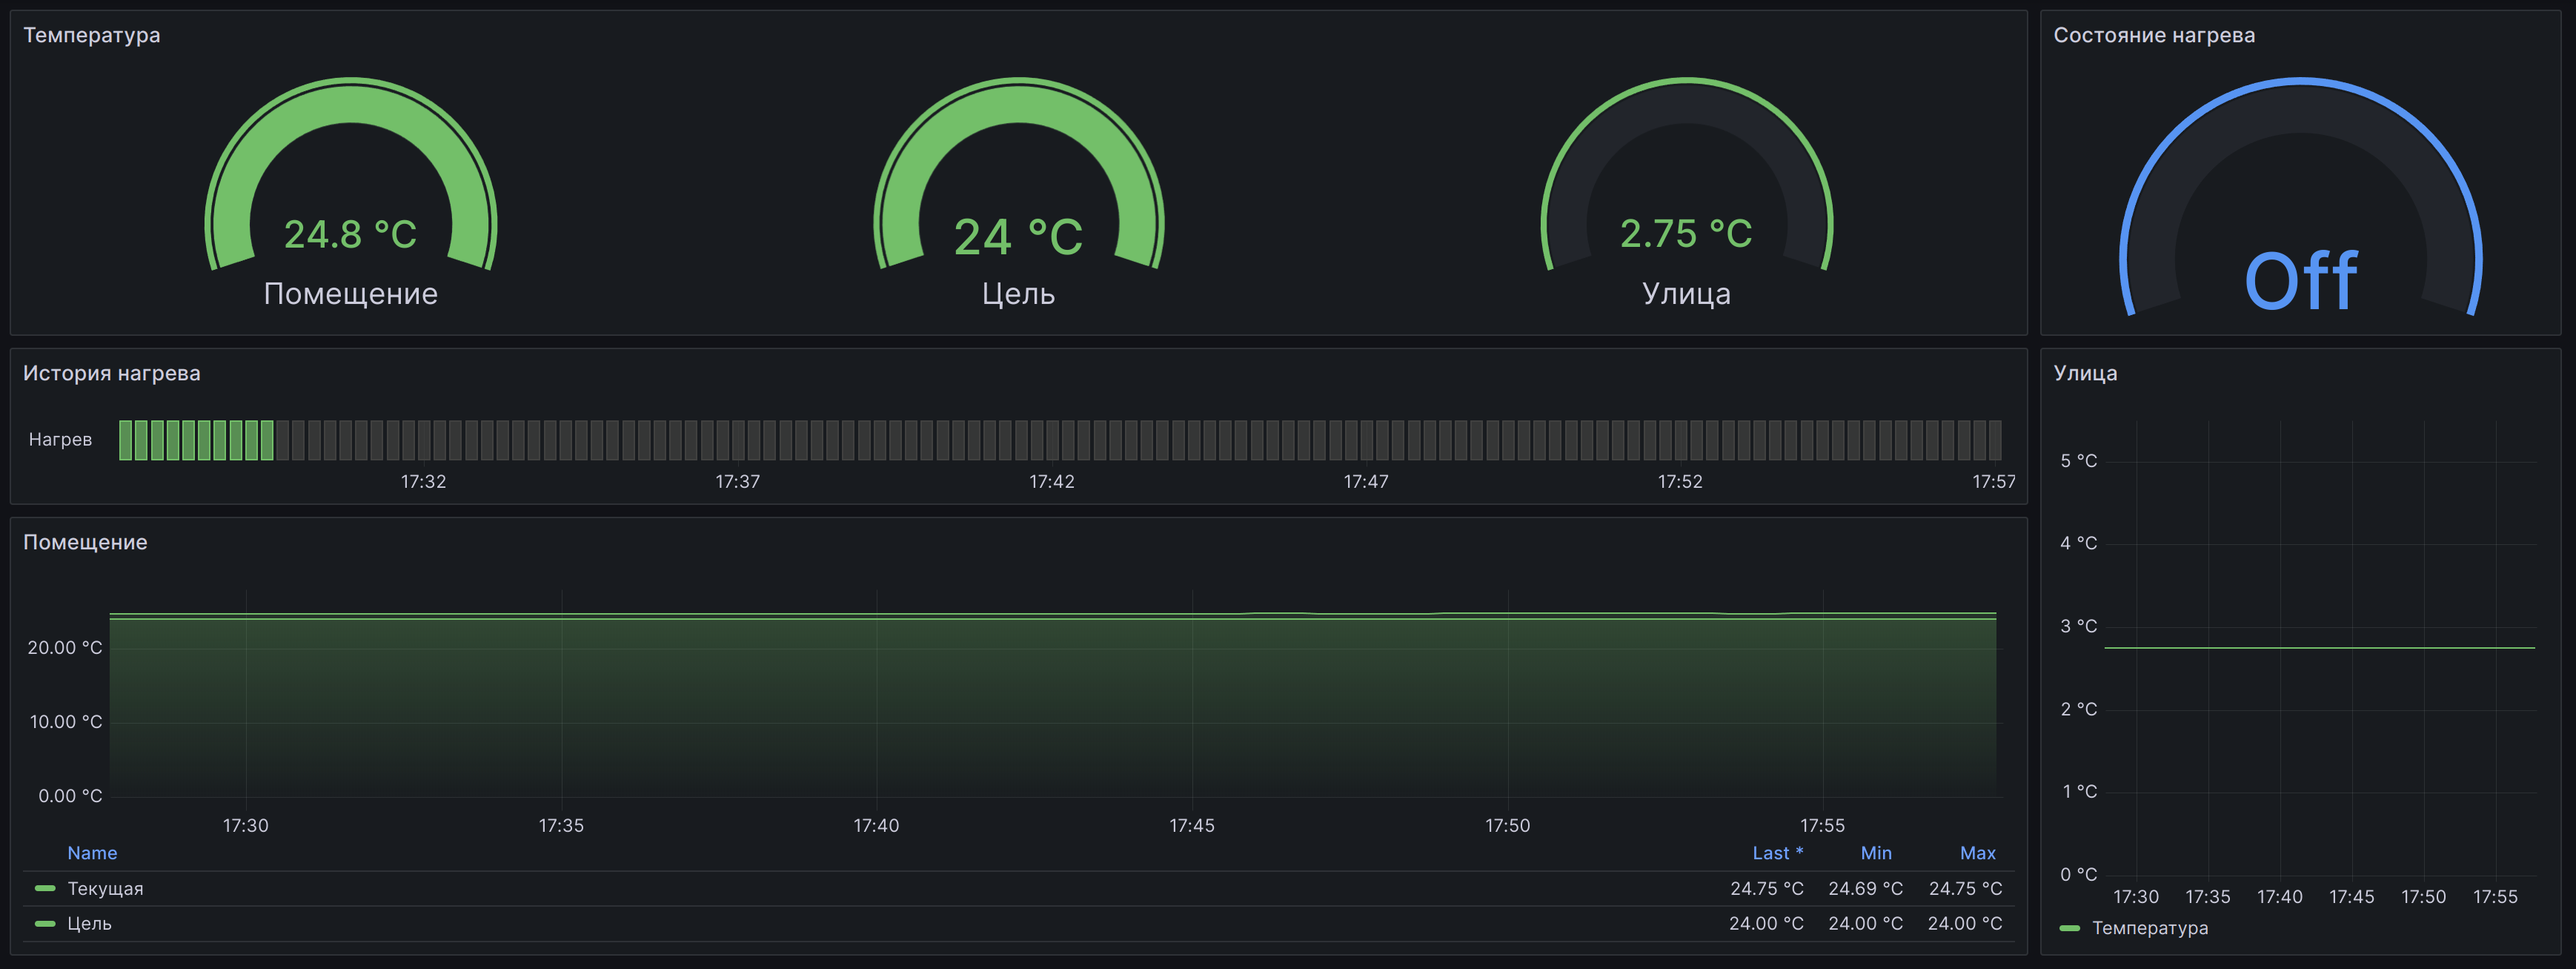 Температура
24.8 °C
Помещение
24 °C
Цель
2.75 °C
Улица
Состояние нагрева
Off
История нагрева
Нагрев
17:32 17:37 17:42 17:47 17:52 17:57
Помещение
20.00 °C
10.00 °C
0.00 °C
17:30 17:35 17:40 17:45 17:50 17:55
Name Last * Min Max
Текущая 24.75 °C 24.69 °C 24.75 °C
Цель 24.00 °C 24.00 °C 24.00 °C
Улица
5 °C
4 °C
3 °C
2 °C
1 °C
0 °C
17:30 17:35 17:40 17:45 17:50 17:55
Температура